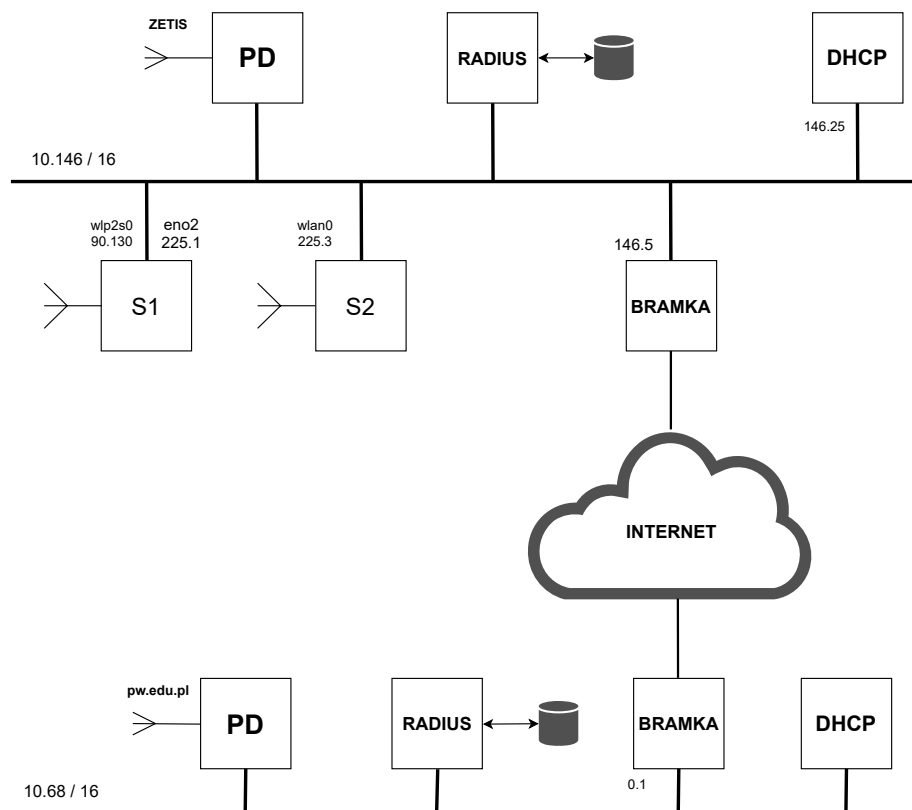 ZETIS
PD
RADIUS
DHCP
146.25
10.146 / 16
wlp2s0
90.130
eno2
225.1
wlan0
225.3
146.5
S1
S2
BRAMKA
INTERNET
pw.edu.pl
PD
RADIUS
BRAMKA
DHCP
0.1
10.68 / 16